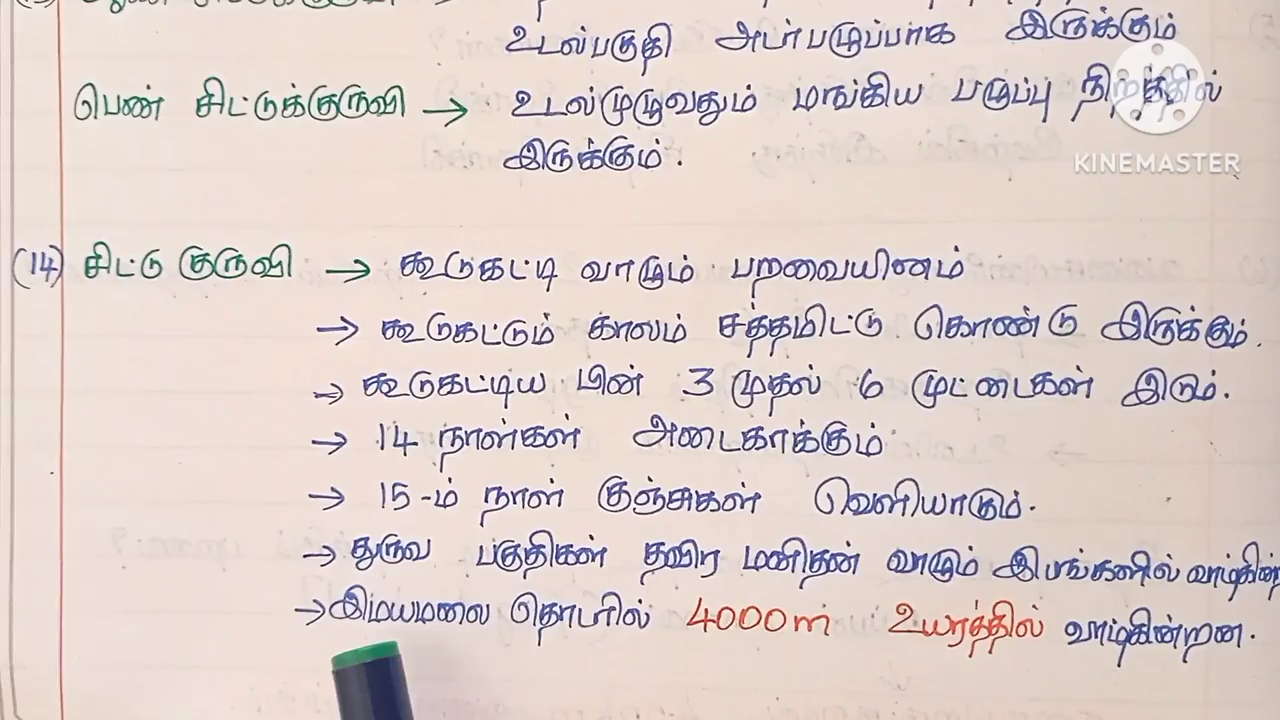 உடல்பகுதி அடர்பழுப்பாக இருக்கும்
பெண் சிட்டுக்குருவி → உடல்முழுவதும் மங்கிய பழுப்பு நிறத்தில்
இருக்கும்.
KINEMASTER
(14) சிட்டு குருவி → கூடுகட்டி வாழும் பறவையினம்
→ கூடுகட்டும் காலம் சத்தமிட்டு கொண்டு இருக்கும்.
→ கூடுகட்டிய பின் 3 முதல் 6 முட்டைகள் இடும்.
→ 14 நாள்கள் அடைகாக்கும்
→ 15-ம் நாள் குஞ்சுகள் வெளியாகும்.
→ துருவ பகுதிகள் தவிர மனிதன் வாழும் இடங்களில்
→ இமயமலை தொடரில் 4000m உயரத்தில் வாழ்கின்றன.